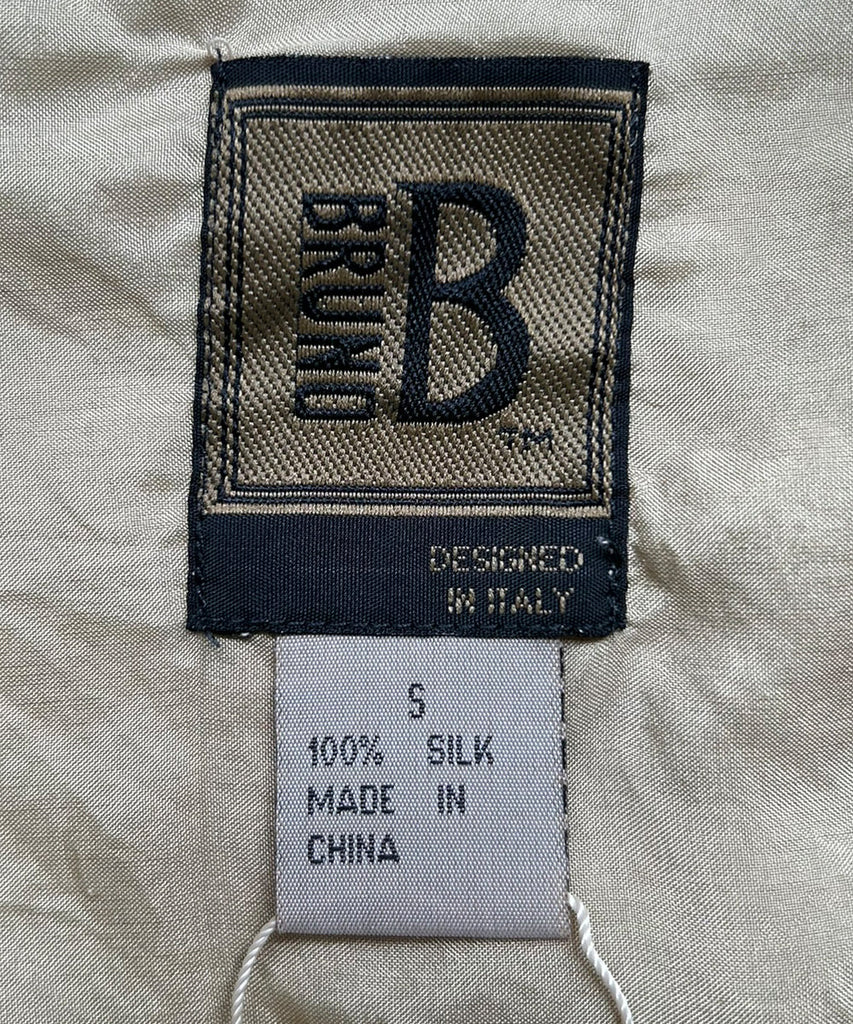 BRUNO
B
TM
DESIGNED
IN ITALY
S
100% SILK
MADE IN
CHINA